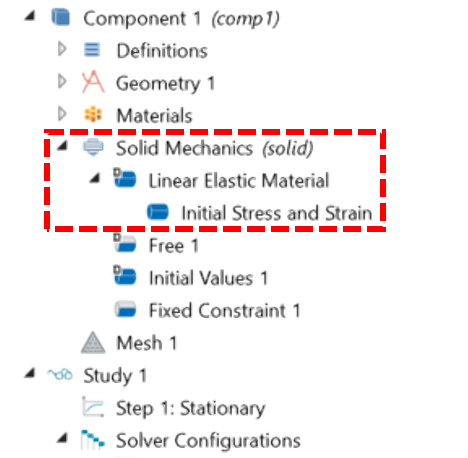 Component 1 (comp1)
Definitions
Geometry 1
Materials
Solid Mechanics (solid)
Linear Elastic Material
Initial Stress and Strain
Free 1
Initial Values 1
Fixed Constraint 1
Mesh 1
Study 1
Step 1: Stationary
Solver Configurations